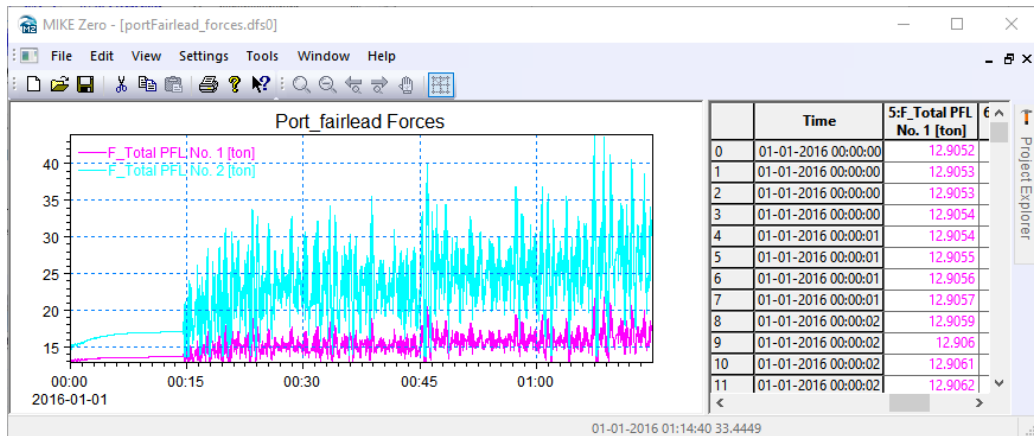 MIKE Zero - [portFairlead_forces.dfs0]
File Edit View Settings Tools Window Help
Port_fairlead Forces
F_Total PFL No. 1 [ton]
F_Total PFL No. 2 [ton]
40
35
30
25
20
15
00:00 00:15 00:30 00:45 01:00
2016-01-01
Time 5:F_Total PFL No. 1 [ton] 6
0 01-01-2016 00:00:00 12.9052
1 01-01-2016 00:00:00 12.9053
2 01-01-2016 00:00:00 12.9053
3 01-01-2016 00:00:00 12.9054
4 01-01-2016 00:00:01 12.9054
5 01-01-2016 00:00:01 12.9055
6 01-01-2016 00:00:01 12.9056
7 01-01-2016 00:00:01 12.9057
8 01-01-2016 00:00:02 12.9059
9 01-01-2016 00:00:02 12.906
10 01-01-2016 00:00:02 12.9061
11 01-01-2016 00:00:02 12.9062
Project Explorer
01-01-2016 01:14:40 33.4449